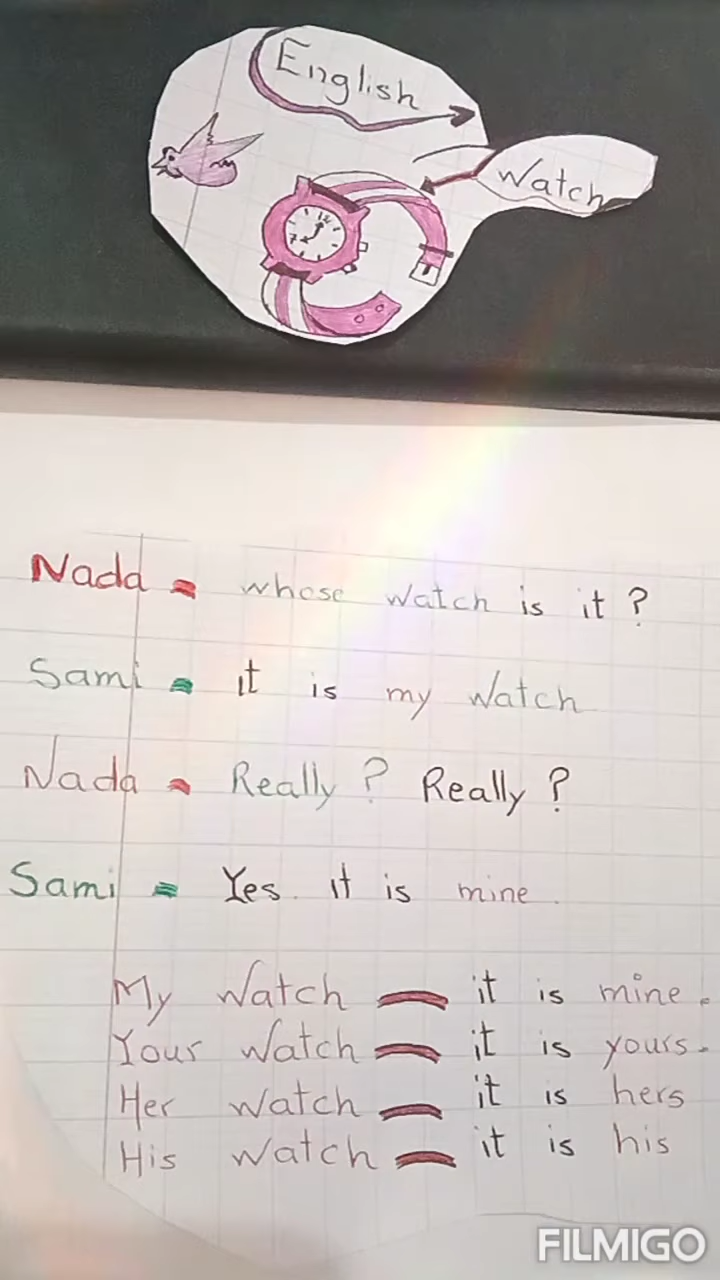 English
Watch
Nada = whose watch is it ?
Sami = it is my watch
Nada = Really ? Really ?
Sami = Yes. it is mine.
My watch — it is mine.
Your watch — it is yours.
Her watch — it is hers
His watch — it is his
FILMIGO